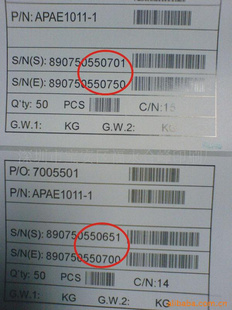 P/N: APAE1011-1
S/N(S): 890750550701
S/N(E): 890750550750
Q'ty: 50 PCS C/N:15
G.W.1: KG G.W.2: KG
P/O: 7005501
P/N: APAE1011-1
S/N(S): 890750550651
S/N(E): 890750550700
Q'ty: 50 PCS C/N:14
G.W.1: KG G.W.2: KG